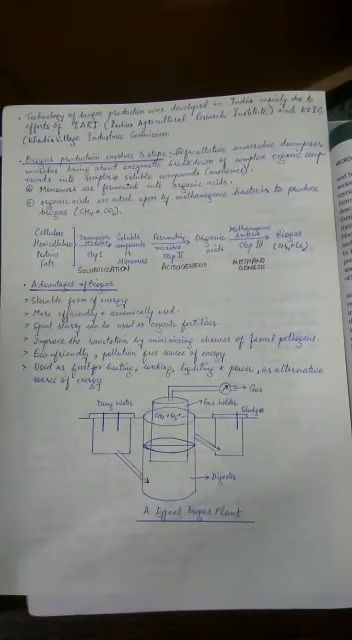 • Technology of biogas production was developed in India mainly due to
efforts of IARI (Indian Agricultural Research Institute) and KVIC
(Khadi & Village Industries Commission
• Biogas production involves 3 steps :- ⓐ facultative anaerobic decomposer
microbes bring about enzymatic breakdown of complex organic comp-
ounds into simpler & soluble compounds (monomers).
ⓑ Monomers are fermented into organic acids.
ⓒ organic acids are acted upon by methanogenic bacteria to produce
biogas (CH4 + CO2).
Cellulose
Hemicellulose
Proteins
Fats
Decomposer
microbes
Step I
SOLUBILISATION
Soluble
compounds
or
Monomers
Fermenting
microbes
Step II
ACIDOGENESIS
Organic
acids
Methanogenic
bacteria
Step III
METHANO
GENESIS
Biogas
(CH4+CO2)
• Advantages of Biogas
> Storable form of energy
> More efficient & economically used.
> Spent slurry can be used as organic fertilizer.
> Improve the sanitation by minimizing chances of faecal pathogens.
> Eco friendly, pollution free source of energy
> Used as fuel for heating, cooking, lighting & power, as alternative
source of energy
Gas
Gas holder
Dung water
Sludge
Digester
A Typical Biogas Plant